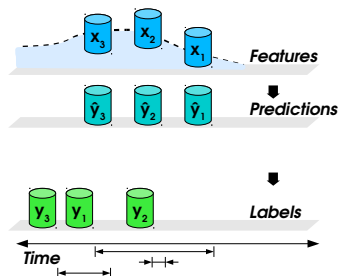 x₃ x₂ x₁
Features
ŷ₃ ŷ₂ ŷ₁
Predictions
y₃ y₁ y₂
Labels
Time